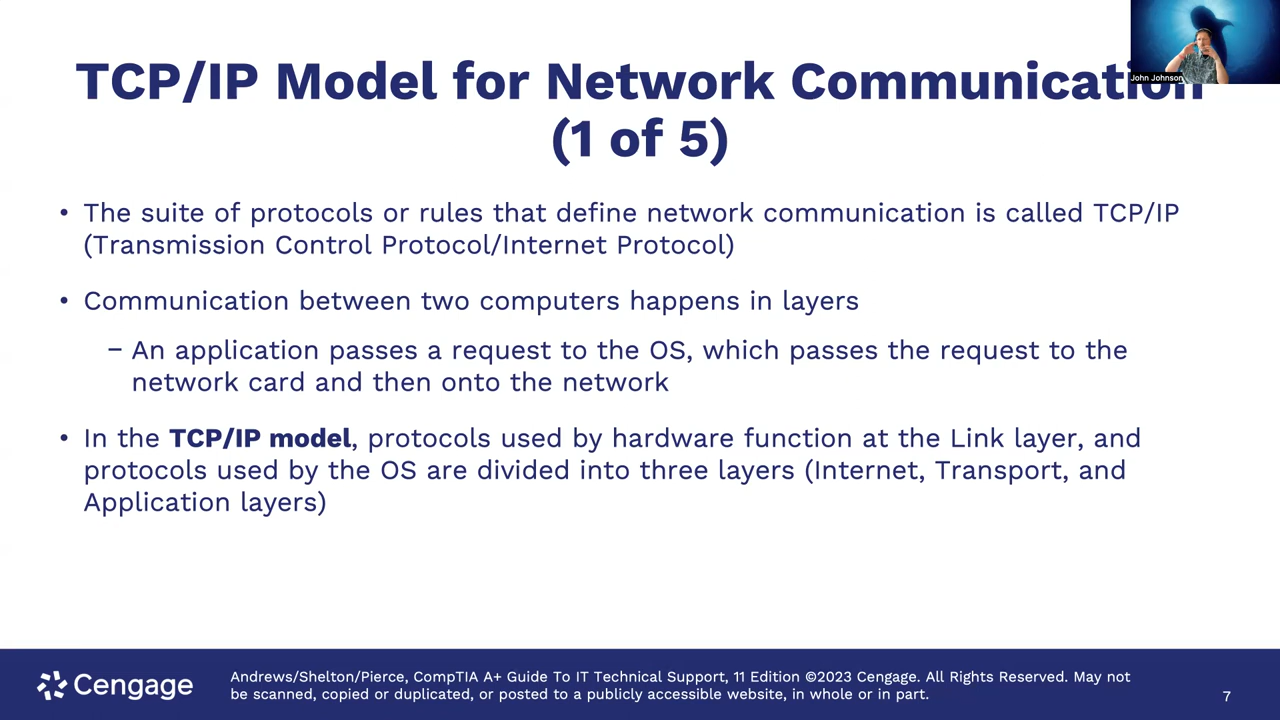 John Johnson
TCP/IP Model for Network Communication
(1 of 5)
• The suite of protocols or rules that define network communication is called TCP/IP
(Transmission Control Protocol/Internet Protocol)
• Communication between two computers happens in layers
– An application passes a request to the OS, which passes the request to the
network card and then onto the network
• In the TCP/IP model, protocols used by hardware function at the Link layer, and
protocols used by the OS are divided into three layers (Internet, Transport, and
Application layers)
Cengage
Andrews/Shelton/Pierce, CompTIA A+ Guide To IT Technical Support, 11 Edition ©2023 Cengage. All Rights Reserved. May not
be scanned, copied or duplicated, or posted to a publicly accessible website, in whole or in part.
7